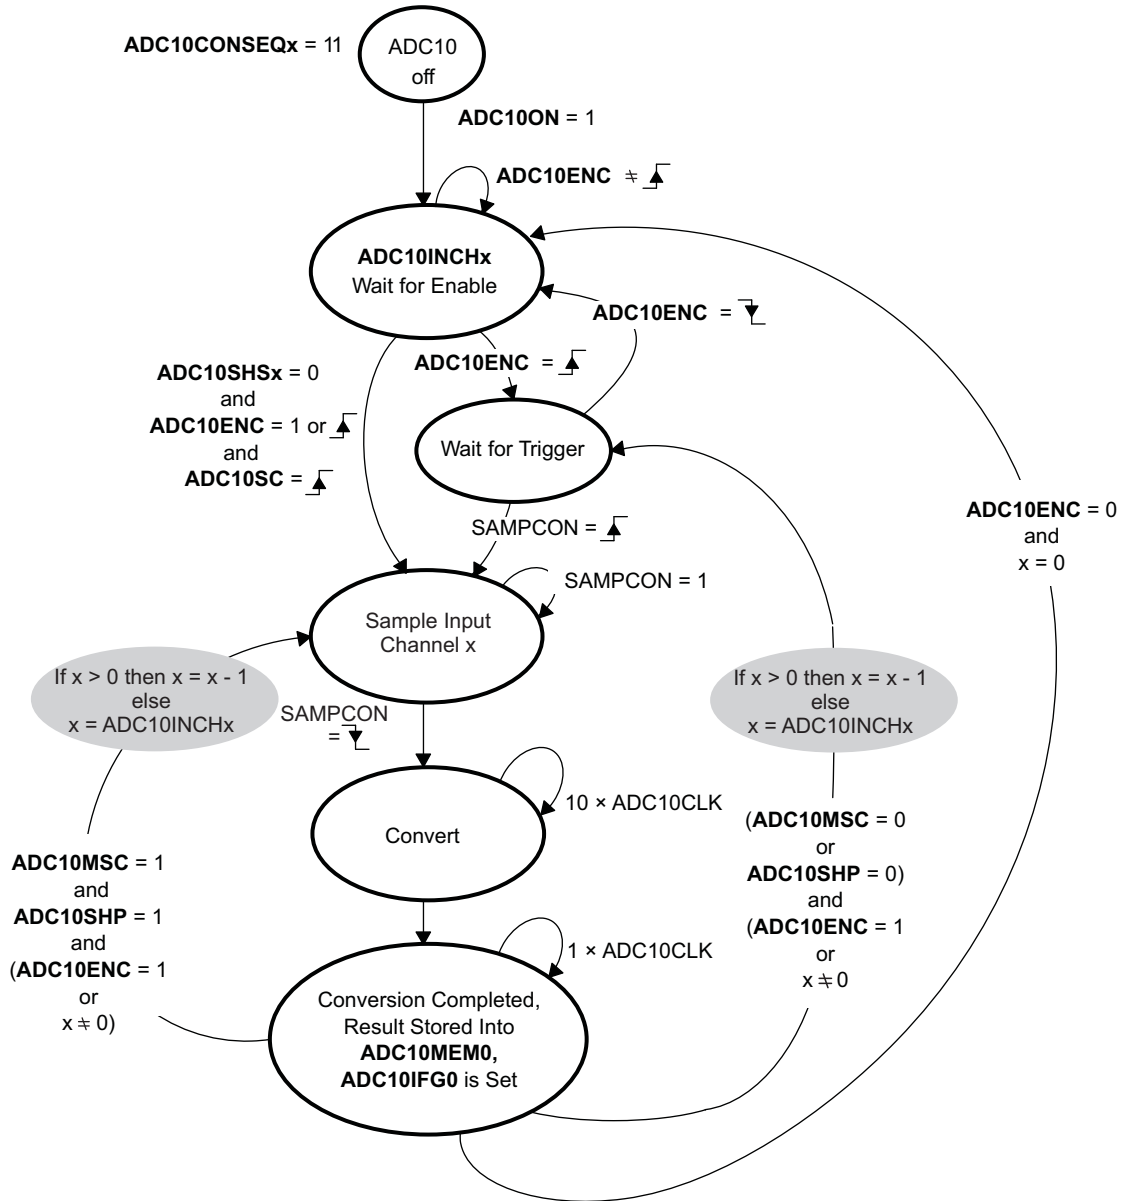 ADC10CONSEQx = 11
ADC10
off
ADC10ON = 1
ADC10ENC ≠
ADC10INCHx
Wait for Enable
ADC10ENC =
ADC10ENC =
ADC10SHSx = 0
and
ADC10ENC = 1 or
and
ADC10SC =
Wait for Trigger
SAMPCON =
ADC10ENC = 0
and
x = 0
SAMPCON = 1
Sample Input
Channel x
If x > 0 then x = x - 1
else
x = ADC10INCHx
If x > 0 then x = x - 1
else
x = ADC10INCHx
SAMPCON
=
10 × ADC10CLK
Convert
(ADC10MSC = 0
or
ADC10SHP = 0)
and
(ADC10ENC = 1
or
x ≠ 0
ADC10MSC = 1
and
ADC10SHP = 1
and
(ADC10ENC = 1
or
x ≠ 0)
1 × ADC10CLK
Conversion Completed,
Result Stored Into
ADC10MEM0,
ADC10IFG0 is Set